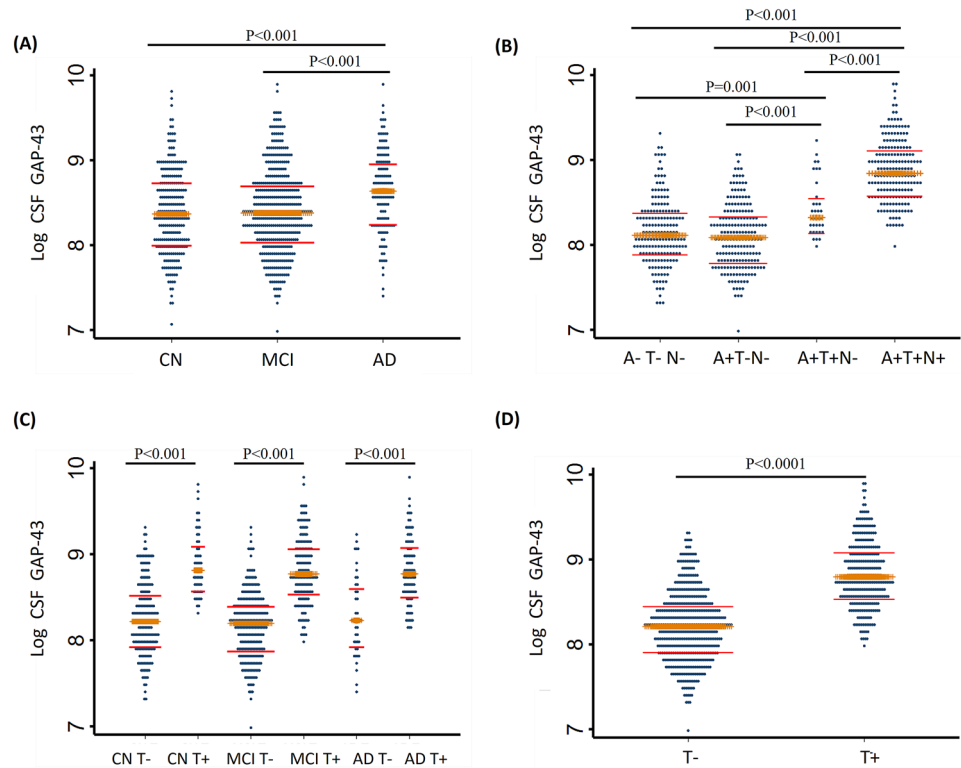 (A)
P<0.001
P<0.001
Log CSF GAP-43
10
9
8
7
CN MCI AD
(B)
P<0.001
P<0.001
P<0.001
P=0.001
P<0.001
Log CSF GAP-43
10
9
8
7
A- T- N- A+T-N- A+T+N- A+T+N+
(C)
P<0.001 P<0.001 P<0.001
Log CSF GAP-43
10
9
8
7
CN T- CN T+ MCI T- MCI T+ AD T- AD T+
(D)
P<0.0001
Log CSF GAP-43
10
9
8
7
T- T+